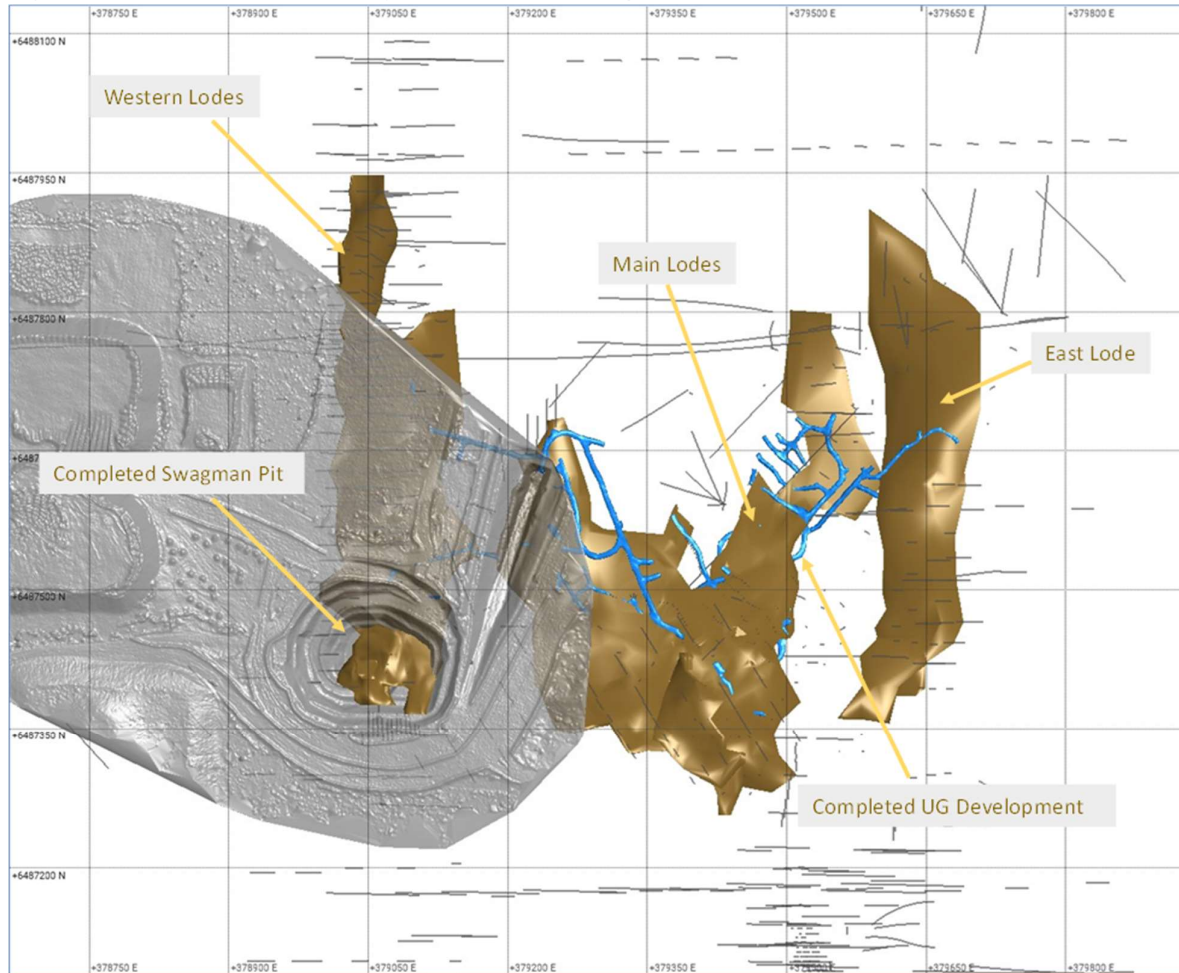 +378750 E
+378900 E
+379050 E
+379200 E
+379350 E
+379500 E
+379650 E
+379800 E
+6488100 N
Western Lodes
+6487950 N
Main Lodes
+6487800 N
East Lode
Completed Swagman Pit
+6487500 N
+6487350 N
Completed UG Development
+6487200 N
+378750 E
+378900 E
+379050 E
+379200 E
+379350 E
+379500 E
+379650 E
+379800 E